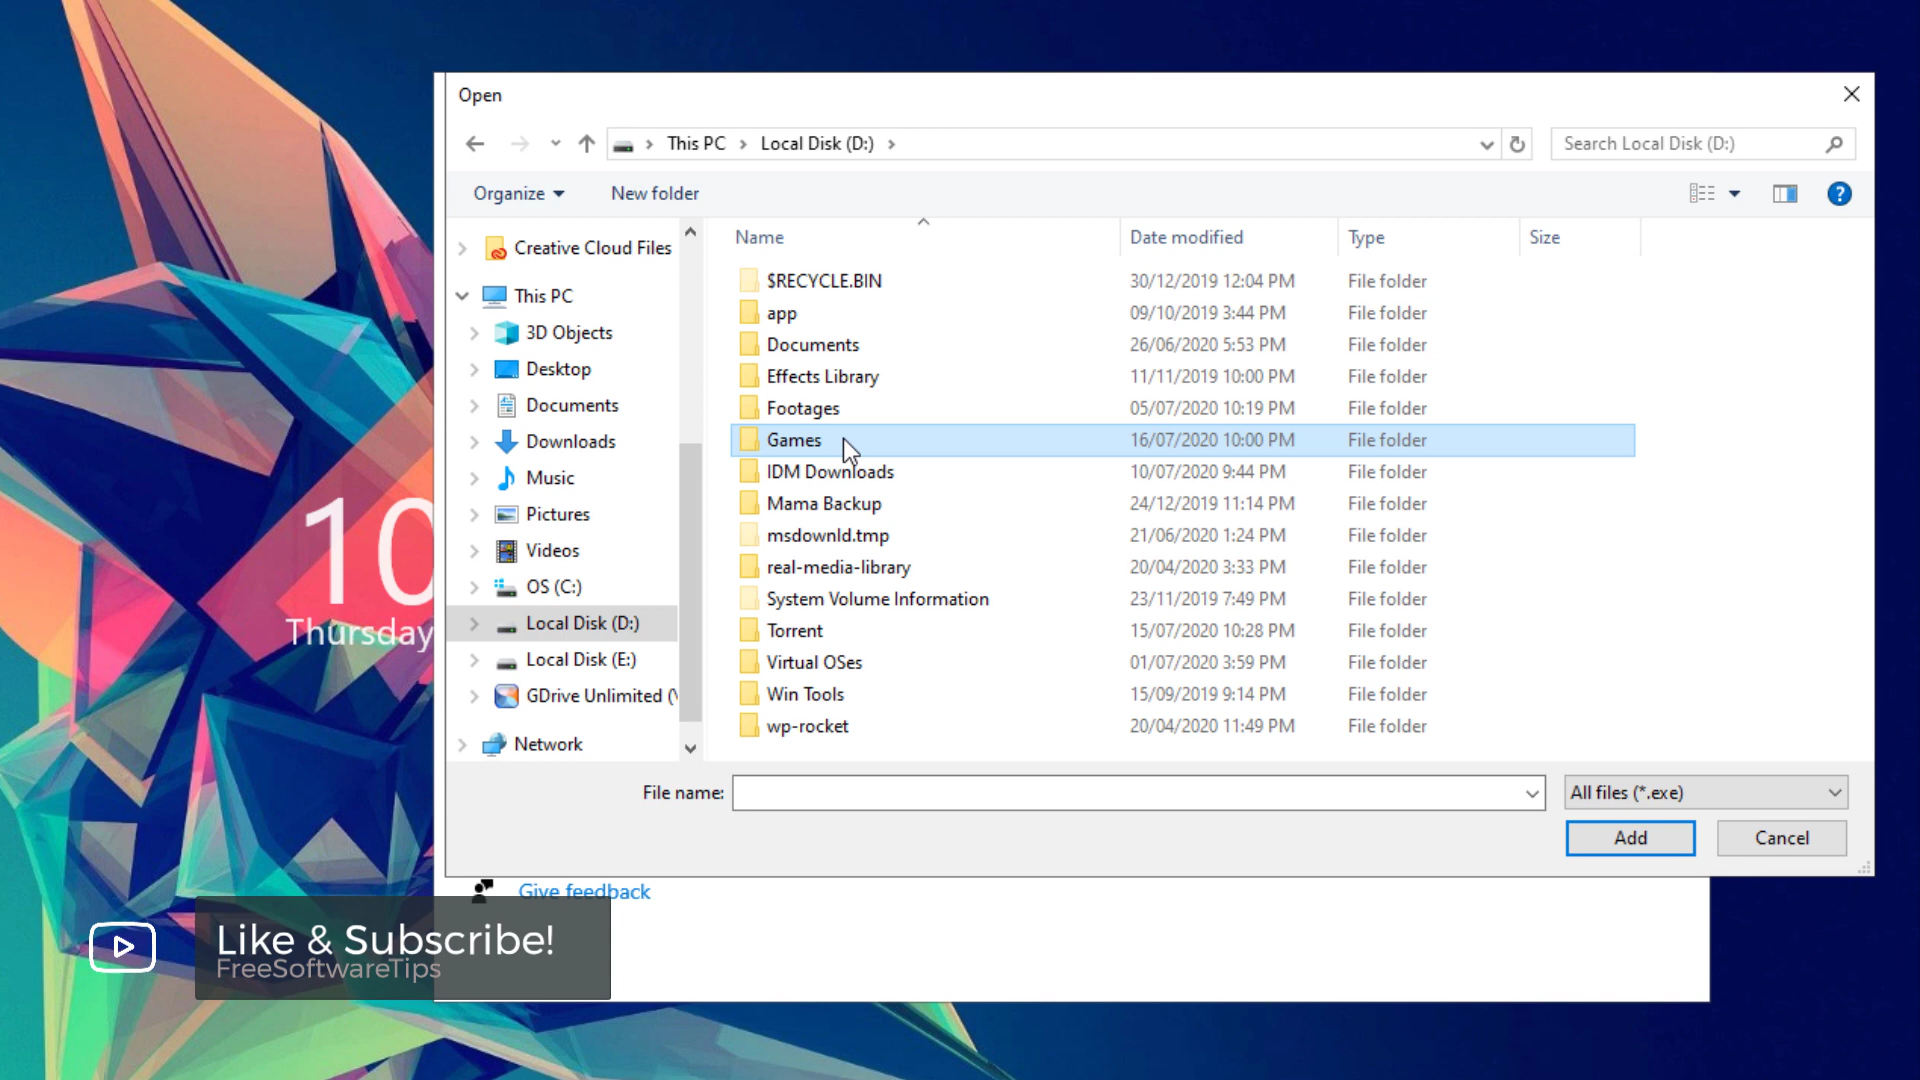 Open
This PC
Local Disk (D:)
Search Local Disk (D:)
Organize
New folder
Creative Cloud Files
This PC
3D Objects
Desktop
Documents
Downloads
Music
Pictures
Videos
OS (C:)
Local Disk (D:)
Local Disk (E:)
GDrive Unlimited (
Network
Name Date modified Type Size
$RECYCLE.BIN 30/12/2019 12:04 PM File folder
app 09/10/2019 3:44 PM File folder
Documents 26/06/2020 5:53 PM File folder
Effects Library 11/11/2019 10:00 PM File folder
Footages 05/07/2020 10:19 PM File folder
Games 16/07/2020 10:00 PM File folder
IDM Downloads 10/07/2020 9:44 PM File folder
Mama Backup 24/12/2019 11:14 PM File folder
msdownld.tmp 21/06/2020 1:24 PM File folder
real-media-library 20/04/2020 3:33 PM File folder
System Volume Information 23/11/2019 7:49 PM File folder
Torrent 15/07/2020 10:28 PM File folder
Virtual OSes 01/07/2020 3:59 PM File folder
Win Tools 15/09/2019 9:14 PM File folder
wp-rocket 20/04/2020 11:49 PM File folder
File name:
All files (*.exe)
Add
Cancel
10
Thursday
Give feedback
Like & Subscribe!
FreeSoftwareTips